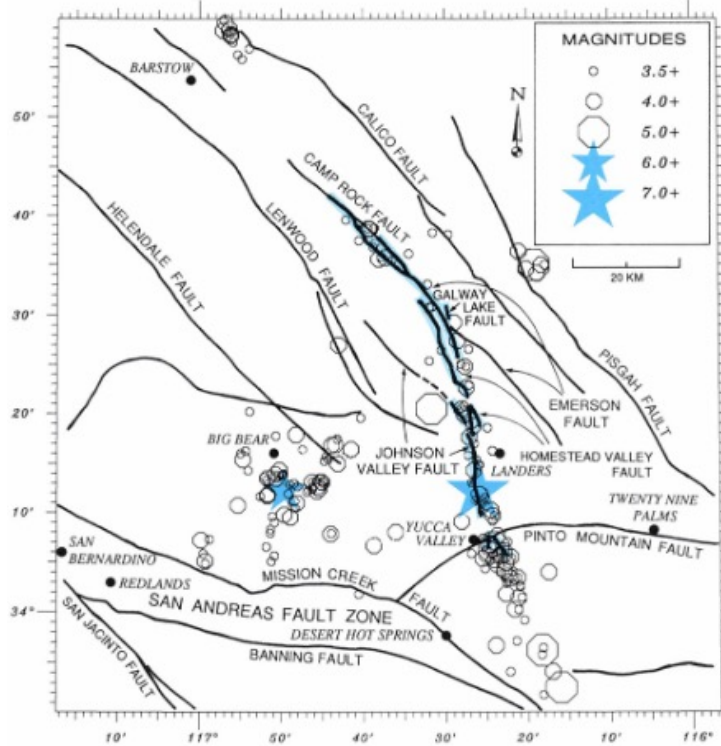 MAGNITUDES
3.5+
4.0+
5.0+
6.0+
7.0+
N
20 KM
BARSTOW
CALICO FAULT
CAMP ROCK FAULT
HELENDALE FAULT
LENWOOD FAULT
GALWAY
LAKE
FAULT
PISGAH FAULT
EMERSON
FAULT
BIG BEAR
JOHNSON
VALLEY FAULT
HOMESTEAD VALLEY
FAULT
LANDERS
TWENTY NINE
PALMS
YUCCA
VALLEY
PINTO MOUNTAIN FAULT
SAN
BERNARDINO
REDLANDS
MISSION CREEK
FAULT
SAN ANDREAS FAULT ZONE
DESERT HOT SPRINGS
BANNING FAULT
SAN JACINTO FAULT
50'
40'
30'
20'
10'
34°
10'
117°
50'
40'
30'
20'
10'
116°